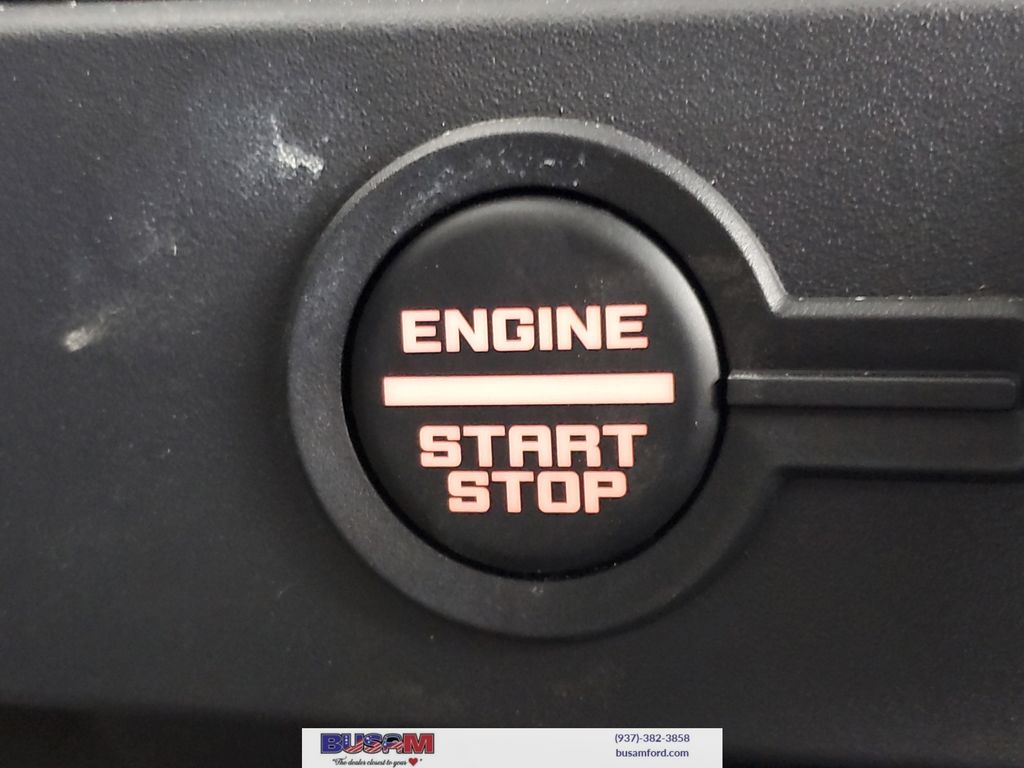 ENGINE
START
STOP
BUSAM
"The dealer closest to your ❤"
(937)-382-3858
busamford.com